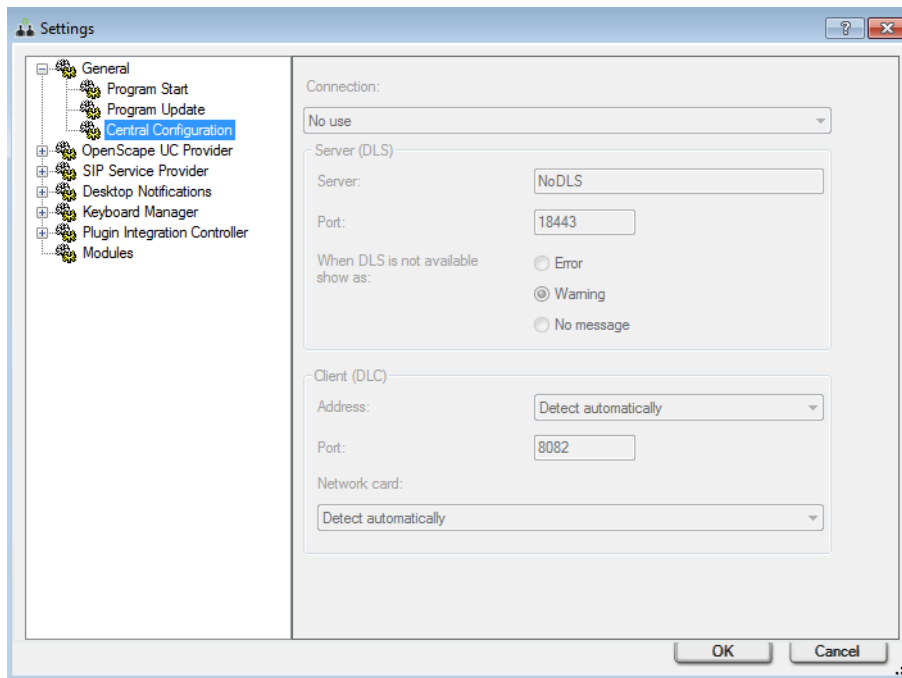 Settings
General
Program Start
Program Update
Central Configuration
OpenScape UC Provider
SIP Service Provider
Desktop Notifications
Keyboard Manager
Plugin Integration Controller
Modules
Connection:
No use
Server (DLS)
Server: NoDLS
Port: 18443
When DLS is not available
show as:
Error
Warning
No message
Client (DLC)
Address: Detect automatically
Port: 8082
Network card:
Detect automatically
OK Cancel